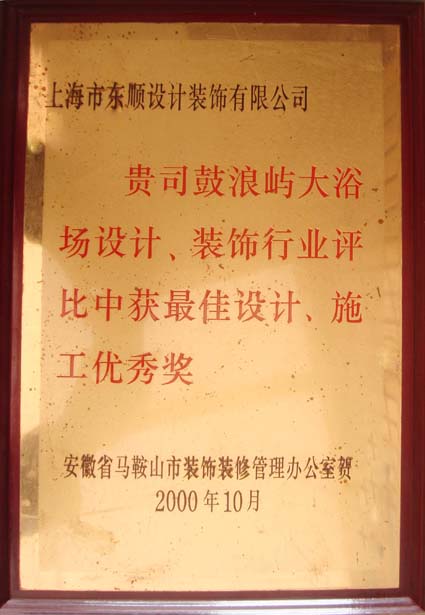 上海市东顺设计装饰有限公司
贵司鼓浪屿大浴
场设计、装饰行业评
比中获最佳设计、施
工优秀奖
安徽省马鞍山市装饰装修管理办公室贺
2000年10月